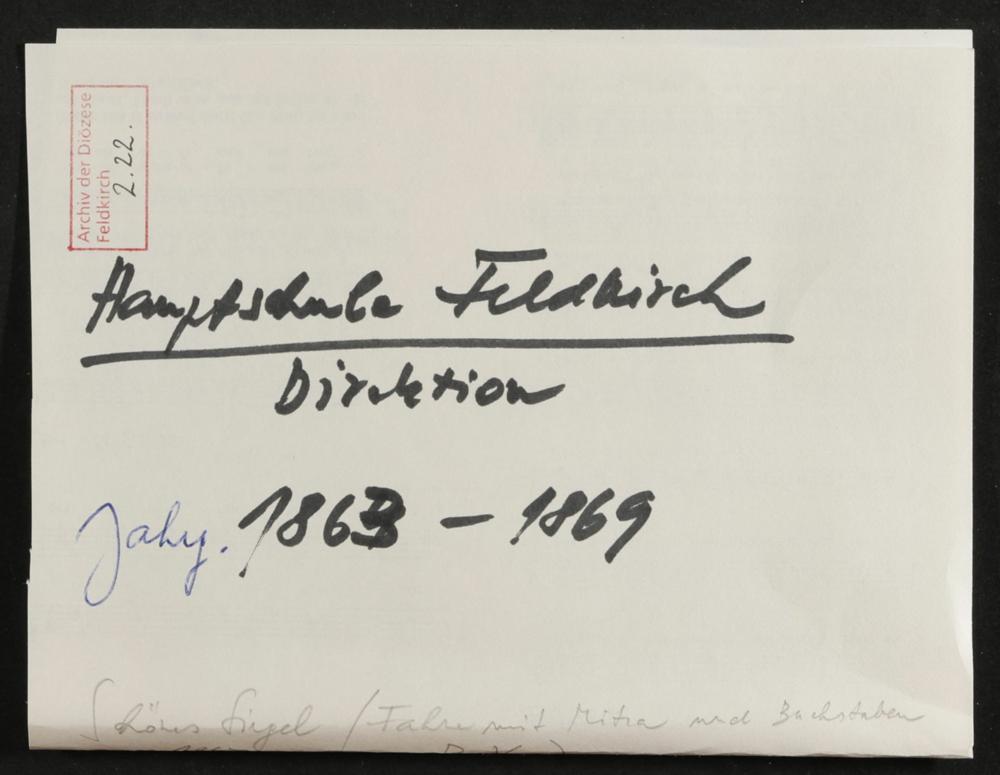 Archiv der Diözese
Feldkirch
2.22.
Hauptschule Feldkirch
Direktion
Jahrg. 1863 – 1869
Schönes Siegel / Fahne mit Mitra und Buchstaben